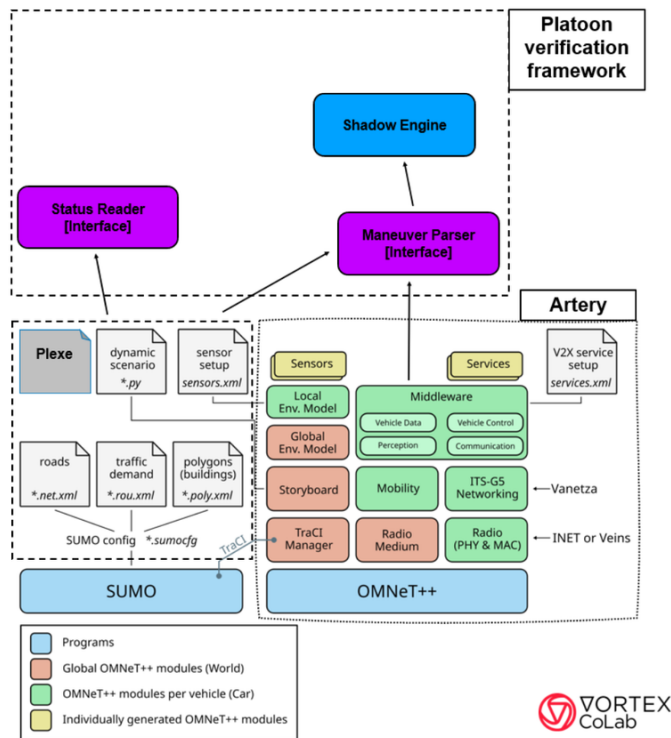 Platoon
verification
framework
Shadow Engine
Status Reader
[Interface]
Maneuver Parser
[Interface]
Artery
Plexe
dynamic
scenario
*.py
sensor
setup
sensors.xml
Sensors
Services
V2X service
setup
services.xml
Local
Env. Model
Middleware
Vehicle Data
Vehicle Control
Perception
Communication
Global
Env. Model
roads
*.net.xml
traffic
demand
*.rou.xml
polygons
(buildings)
*.poly.xml
Storyboard
Mobility
ITS-G5
Networking
Vanetza
SUMO config
*.sumocfg
TraCI
TraCI
Manager
Radio
Medium
Radio
(PHY & MAC)
INET or Veins
SUMO
OMNeT++
Programs
Global OMNeT++ modules (World)
OMNeT++ modules per vehicle (Car)
Individually generated OMNeT++ modules
VORTEX
CoLab